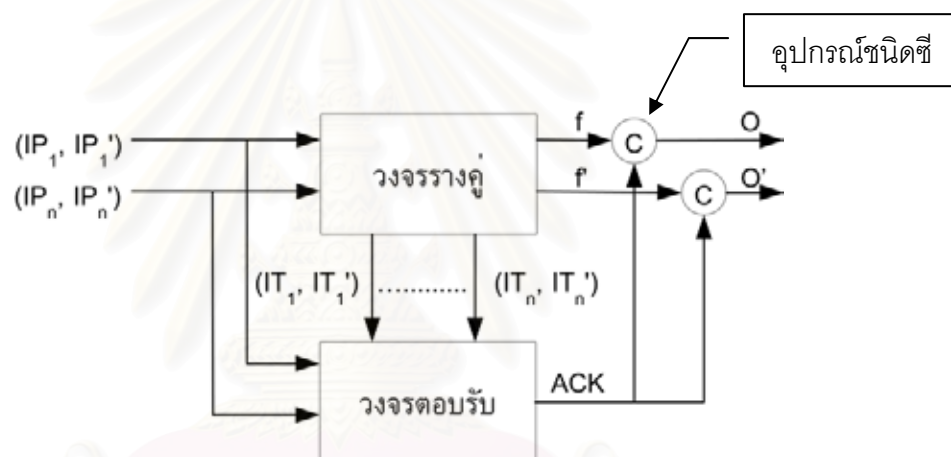 อุปกรณ์ชนิดซี
(IP₁, IP₁')
(IPₙ, IPₙ')
วงจรรางคู่
f
f'
C
C
O
O'
(IT₁, IT₁') ............ (ITₙ, ITₙ')
วงจรตอบรับ
ACK